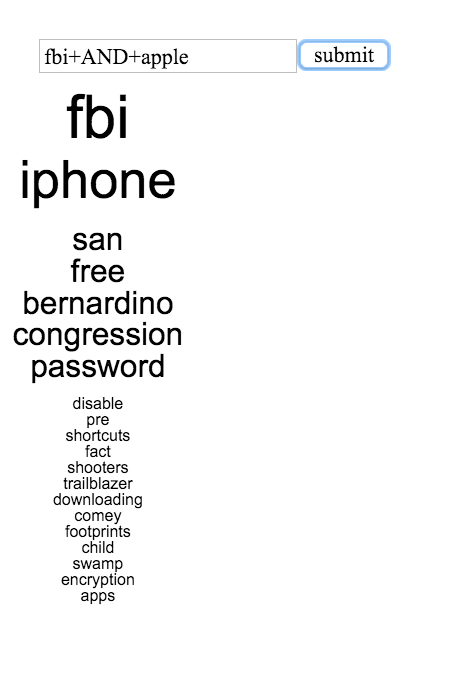 fbi+AND+apple submit
fbi
iphone
san
free
bernardino
congression
password
disable
pre
shortcuts
fact
shooters
trailblazer
downloading
comey
footprints
child
swamp
encryption
apps